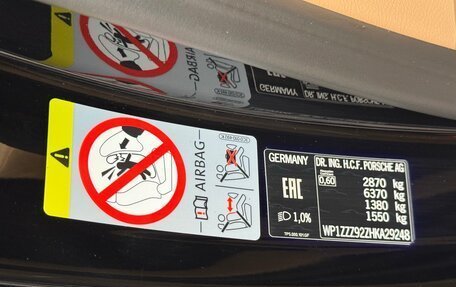 AIRBAG
GERMANY
DR. ING. H.C.F. PORSCHE AG
0,60
2870 kg
EAC
6370 kg
1380 kg
1,0%
1550 kg
WP1ZZZ92ZHKA29248